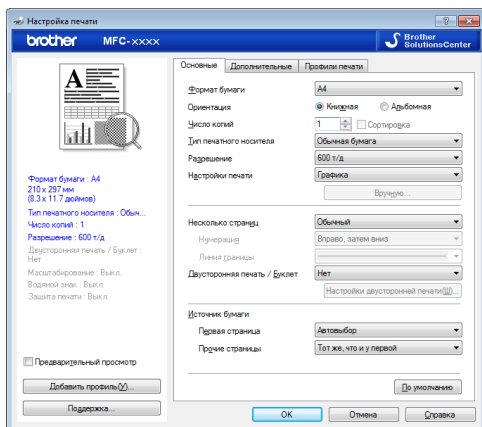 Настройка печати
brother MFC-xxxx Brother
SolutionsCenter
Основные Дополнительные Профили печати
A
Формат бумаги A4
Ориентация Книжная Альбомная
Число копий 1 Сортировка
Тип печатного носителя Обычная бумага
Разрешение 600 т/д
Настройки печати Графика
Вручную...
Формат бумаги : A4
210 x 297 мм
(8.3 x 11.7 дюймов)
Тип печатного носителя : Обыч...
Число копий : 1
Разрешение : 600 т/д
Двусторонняя печать / Буклет :
Нет
Масштабирование : Выкл.
Водяной знак : Выкл.
Защита печати : Выкл.
Несколько страниц Обычный
Нумерация Вправо, затем вниз
Линия границы
Двусторонняя печать / Буклет Нет
Настройки двусторонней печати(Ш)...
Источник бумаги
Первая страница Автовыбор
Прочие страницы Тот же, что и у первой
Предварительный просмотр
Добавить профиль(У)...
Поддержка...
По умолчанию
OK Отмена Справка